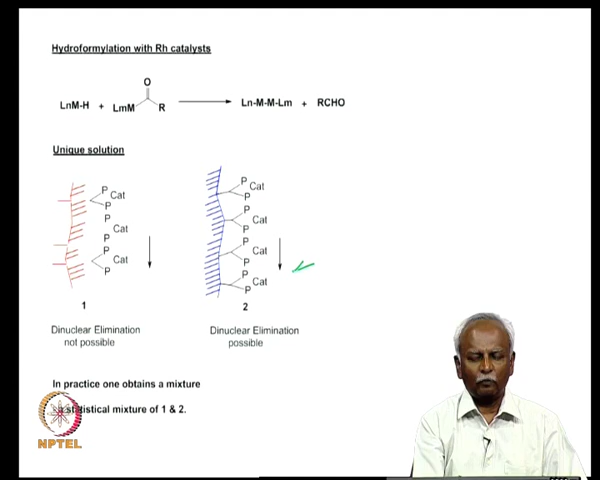 Hydroformylation with Rh catalysts
O
LnM-H + LmM R Ln-M-M-Lm + RCHO
Unique solution
P Cat
P
P
P Cat
P
P Cat
P
P Cat
P
P
Cat
P
P
Cat
P
P
Cat
P
1
2
Dinuclear Elimination
not possible
Dinuclear Elimination
possible
In practice one obtains a mixture
statistical mixture of 1 & 2.
NPTEL